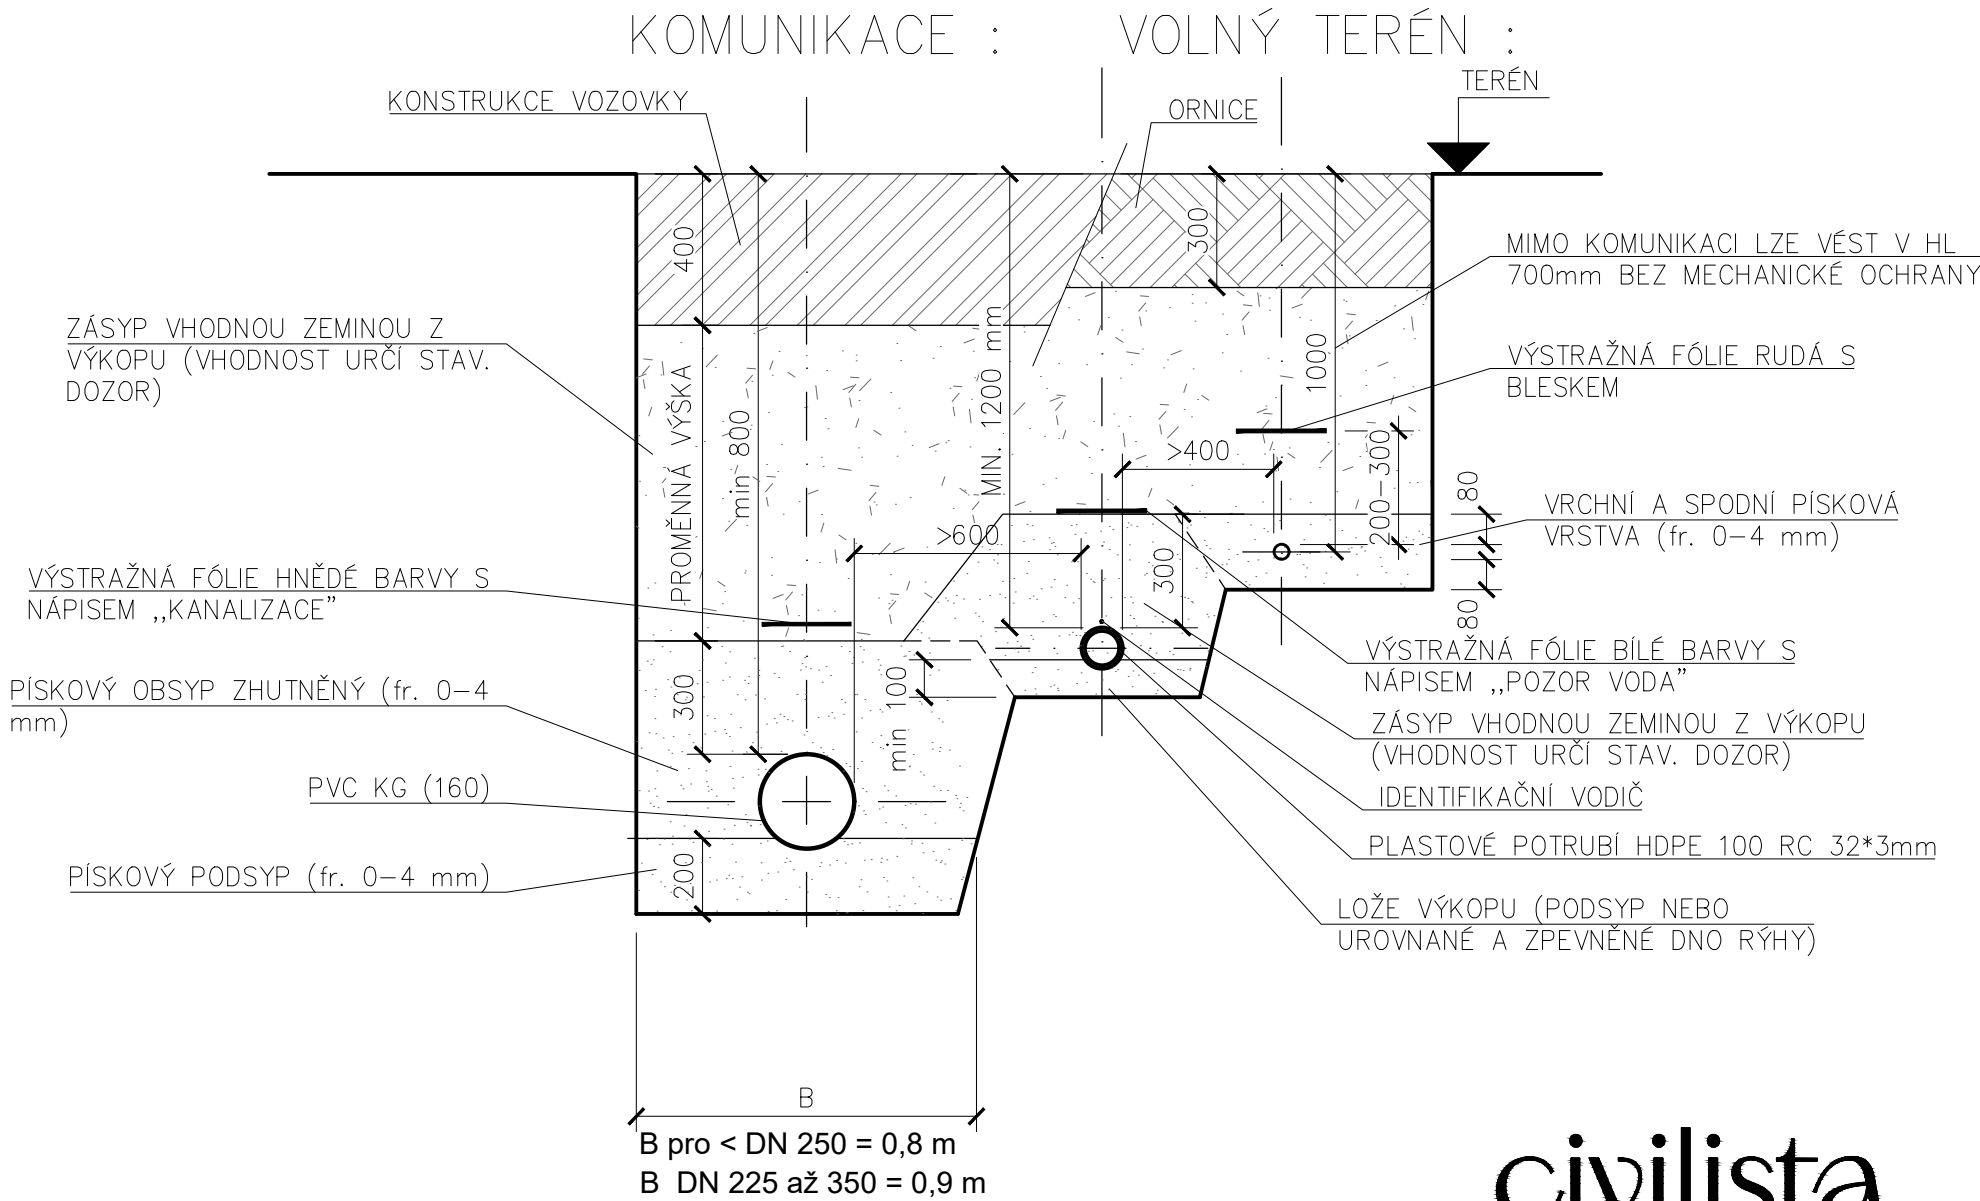 KOMUNIKACE :
VOLNÝ TERÉN :
TERÉN
KONSTRUKCE VOZOVKY
ORNICE
400
300
MIMO KOMUNIKACI LZE VÉST V HL
700mm BEZ MECHANICKÉ OCHRANY
ZÁSYP VHODNOU ZEMINOU Z
VÝKOPU (VHODNOST URČÍ STAV.
DOZOR)
PROMĚNNÁ VÝŠKA
min 800
MIN. 1200 mm
1000
VÝSTRAŽNÁ FÓLIE RUDÁ S
BLESKEM
>400
200-300
80
VRCHNÍ A SPODNÍ PÍSKOVÁ
VRSTVA (fr. 0-4 mm)
>600
300
80
VÝSTRAŽNÁ FÓLIE HNĚDÉ BARVY S
NÁPISEM ,,KANALIZACE”
VÝSTRAŽNÁ FÓLIE BÍLÉ BARVY S
NÁPISEM ,,POZOR VODA”
PÍSKOVÝ OBSYP ZHUTNĚNÝ (fr. 0-4
mm)
300
min 100
ZÁSYP VHODNOU ZEMINOU Z VÝKOPU
(VHODNOST URČÍ STAV. DOZOR)
PVC KG (160)
IDENTIFIKAČNÍ VODIČ
PLASTOVÉ POTRUBÍ HDPE 100 RC 32*3mm
PÍSKOVÝ PODSYP (fr. 0-4 mm)
200
LOŽE VÝKOPU (PODSYP NEBO
UROVNANÉ A ZPEVNĚNÉ DNO RÝHY)
B
B pro < DN 250 = 0,8 m
B DN 225 až 350 = 0,9 m
civilista